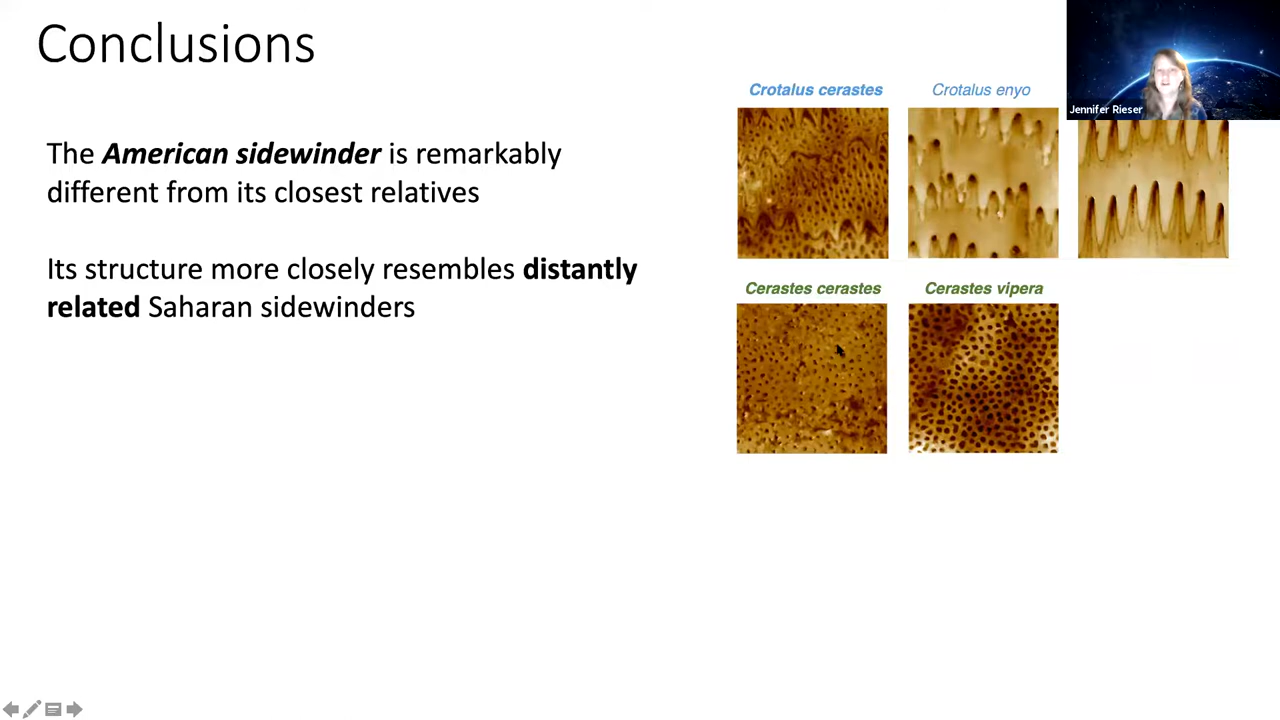 Conclusions
The American sidewinder is remarkably
different from its closest relatives
Its structure more closely resembles distantly
related Saharan sidewinders
Crotalus cerastes
Crotalus enyo
Jennifer Rieser
Cerastes cerastes
Cerastes vipera